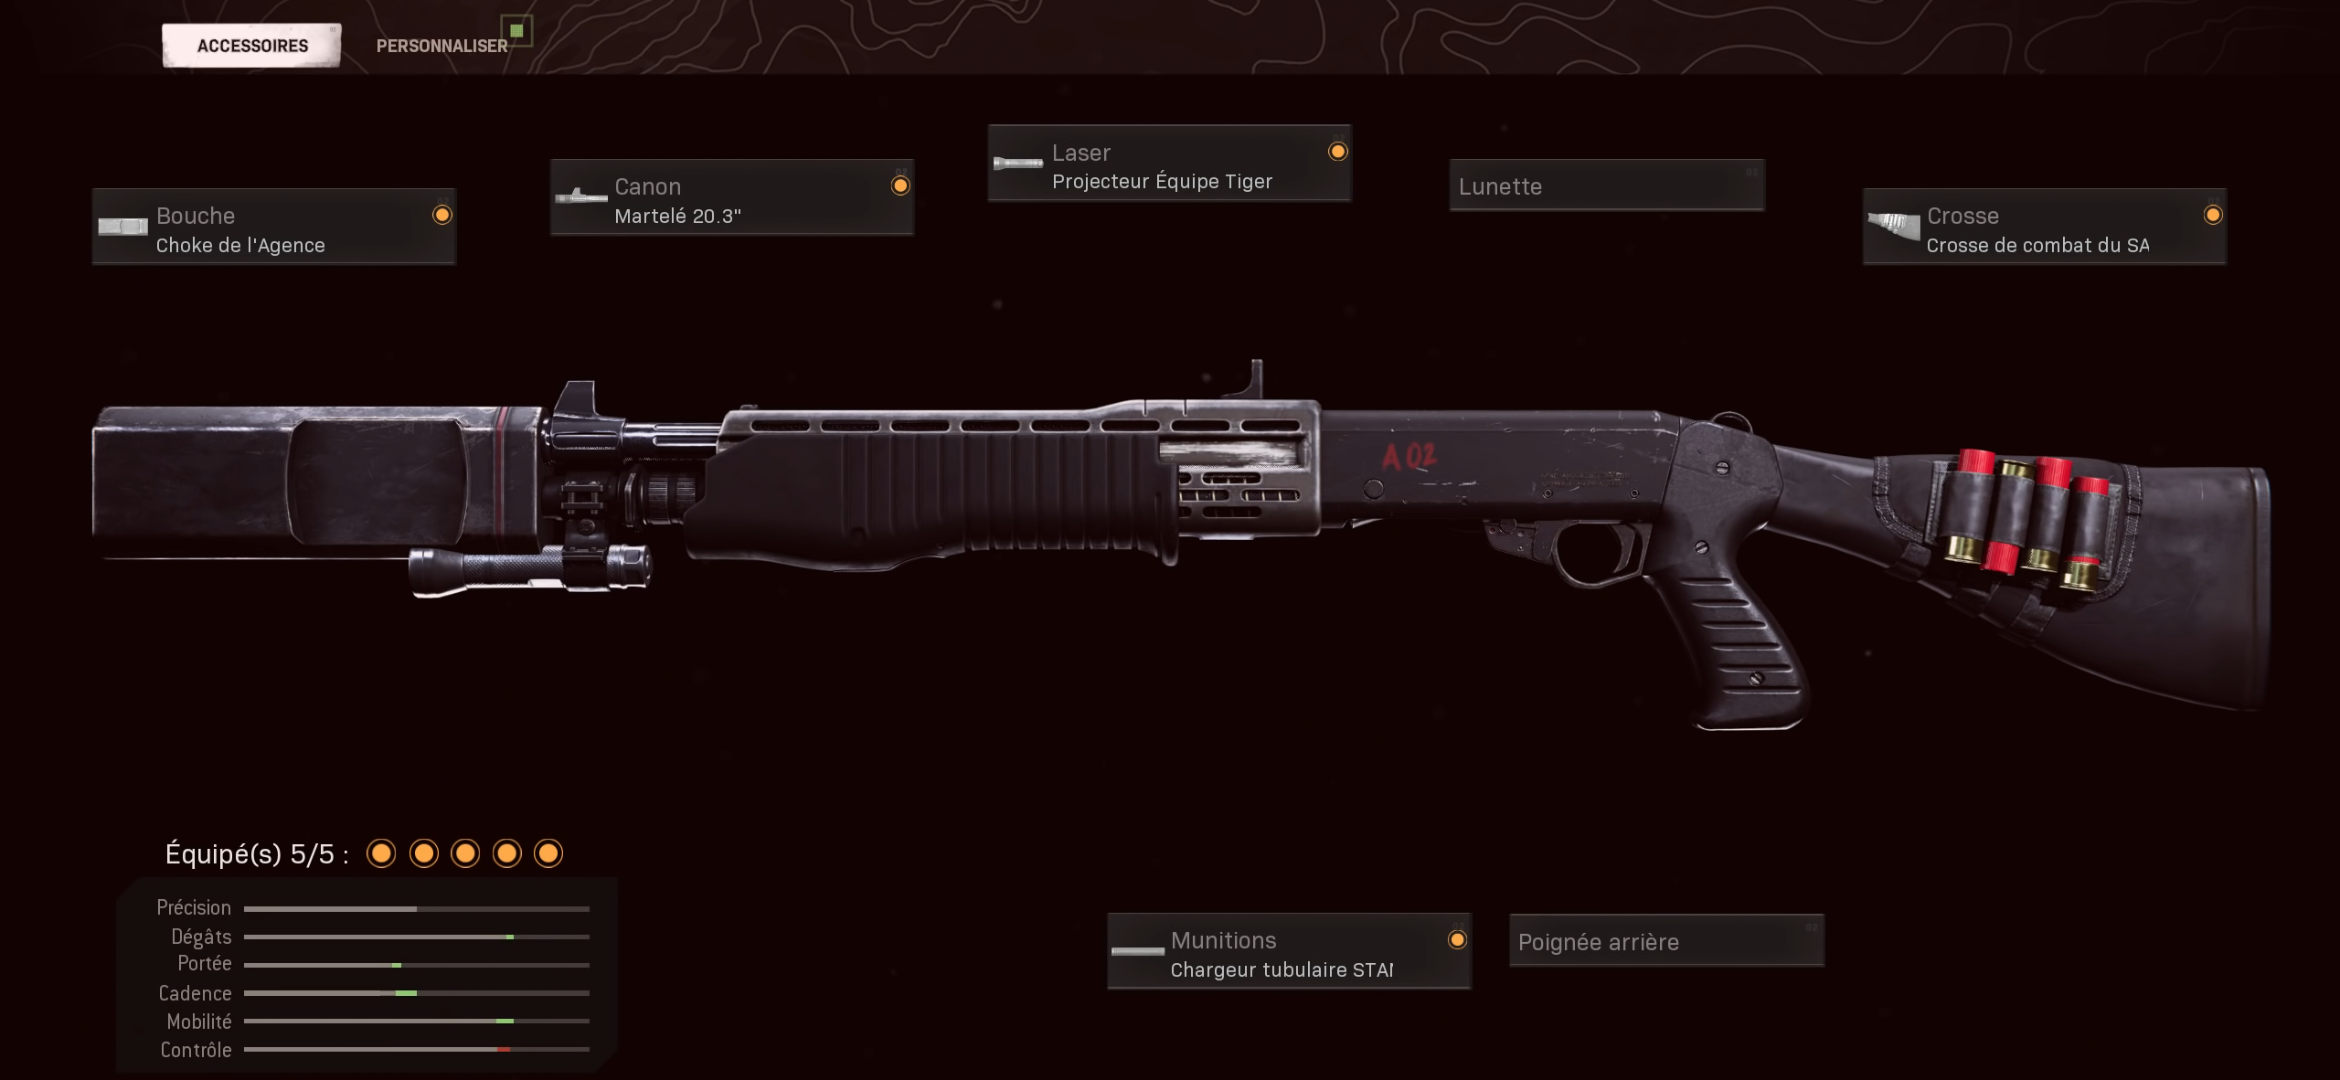 ACCESSOIRES
PERSONNALISER
Bouche
Choke de l'Agence
Canon
Martelé 20.3"
Laser
Projecteur Équipe Tiger
Lunette
Crosse
Crosse de combat du SA
A 02
Équipé(s) 5/5 :
Précision
Dégâts
Portée
Cadence
Mobilité
Contrôle
Munitions
Chargeur tubulaire STAN
Poignée arrière